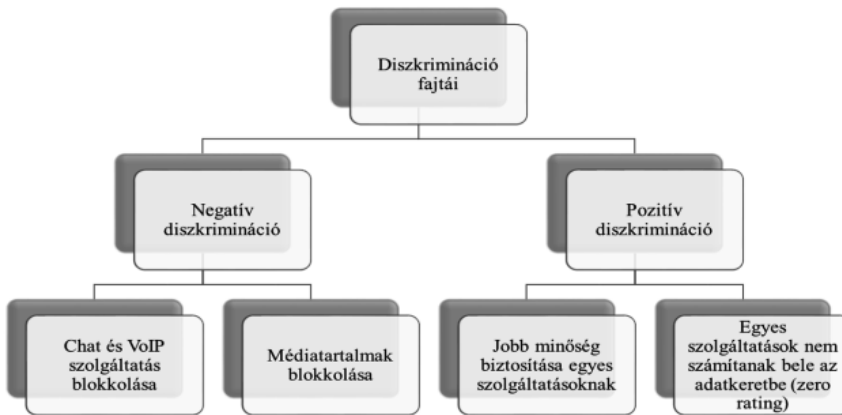 Diszkrimináció
fajtái
Negatív
diszkrimináció
Pozitív
diszkrimináció
Chat és VoIP
szolgáltatás
blokkolása
Médiatartalmak
blokkolása
Jobb minőség
biztosítása egyes
szolgáltatásoknak
Egyes
szolgáltatások nem
számítanak bele az
adatkeretbe (zero
rating)